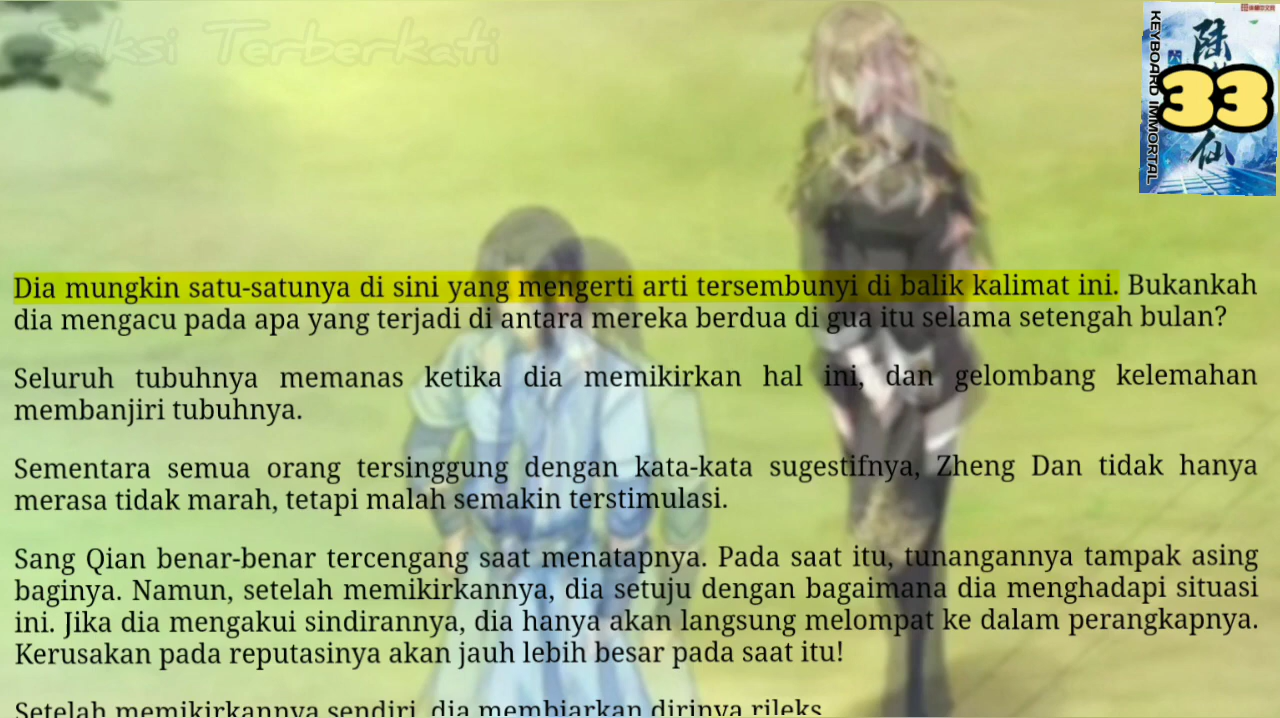 Saksi Terberkati
KEYBOARD IMMORTAL
33
陆
仙
Dia mungkin satu-satunya di sini yang mengerti arti tersembunyi di balik kalimat ini. Bukankah
dia mengacu pada apa yang terjadi di antara mereka berdua di gua itu selama setengah bulan?
Seluruh tubuhnya memanas ketika dia memikirkan hal ini, dan gelombang kelemahan
membanjiri tubuhnya.
Sementara semua orang tersinggung dengan kata-kata sugestifnya, Zheng Dan tidak hanya
merasa tidak marah, tetapi malah semakin terstimulasi.
Sang Qian benar-benar tercengang saat menatapnya. Pada saat itu, tunangannya tampak asing
baginya. Namun, setelah memikirkannya, dia setuju dengan bagaimana dia menghadapi situasi
ini. Jika dia mengakui sindirannya, dia hanya akan langsung melompat ke dalam perangkapnya.
Kerusakan pada reputasinya akan jauh lebih besar pada saat itu!
Setelah memikirkannya sendiri, dia membiarkan dirinya rileks